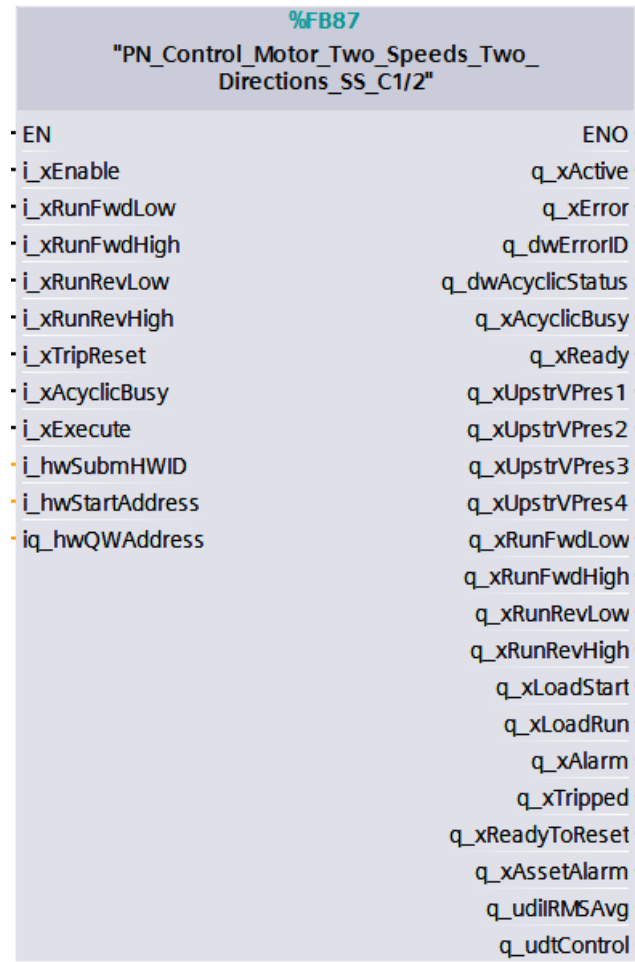 %FB87
"PN_Control_Motor_Two_Speeds_Two_
Directions_SS_C1/2"
EN ENO
i_xEnable q_xActive
i_xRunFwdLow q_xError
i_xRunFwdHigh q_dwErrorID
i_xRunRevLow q_dwAcyclicStatus
i_xRunRevHigh q_xAcyclicBusy
i_xTripReset q_xReady
i_xAcyclicBusy q_xUpstrVPres1
i_xExecute q_xUpstrVPres2
i_hwSubmHWID q_xUpstrVPres3
i_hwStartAddress q_xUpstrVPres4
iq_hwQWAddress q_xRunFwdLow
q_xRunFwdHigh
q_xRunRevLow
q_xRunRevHigh
q_xLoadStart
q_xLoadRun
q_xAlarm
q_xTripped
q_xReadyToReset
q_xAssetAlarm
q_udiIRMSAvg
q_udtControl